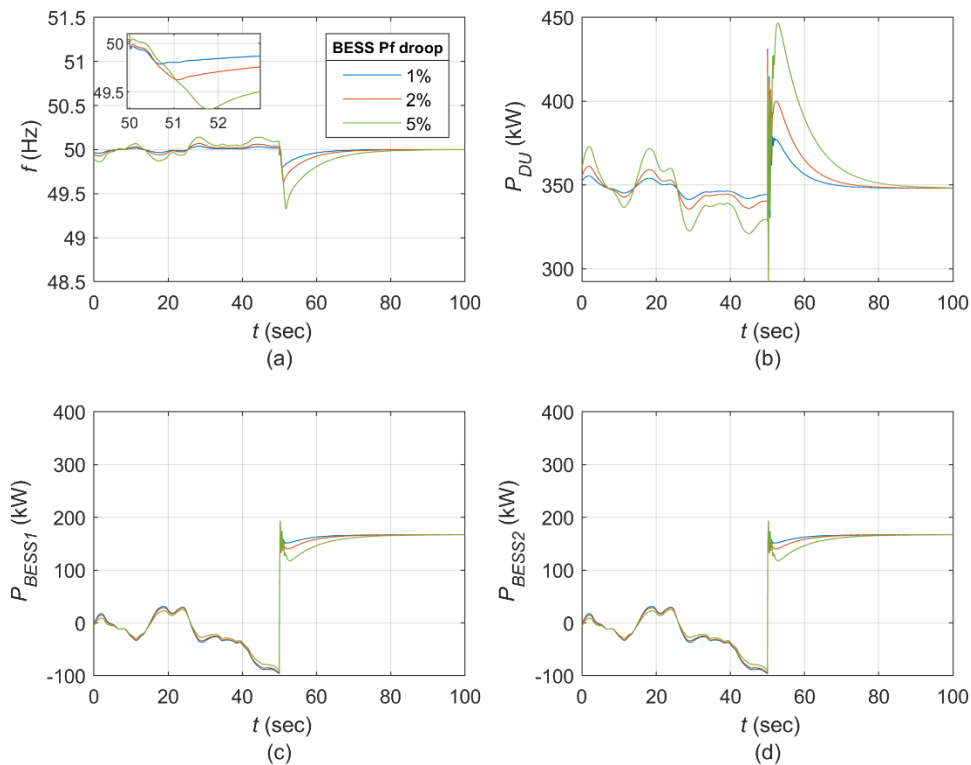 51.5
51
50.5
50
49.5
49
48.5
f (Hz)
50
49.5
50 51 52
BESS Pf droop
1%
2%
5%
0 20 40 60 80 100
t (sec)
(a)
450
400
350
300
P_DU (kW)
0 20 40 60 80 100
t (sec)
(b)
400
300
200
100
0
-100
P_BESS1 (kW)
0 20 40 60 80 100
t (sec)
(c)
400
300
200
100
0
-100
P_BESS2 (kW)
0 20 40 60 80 100
t (sec)
(d)